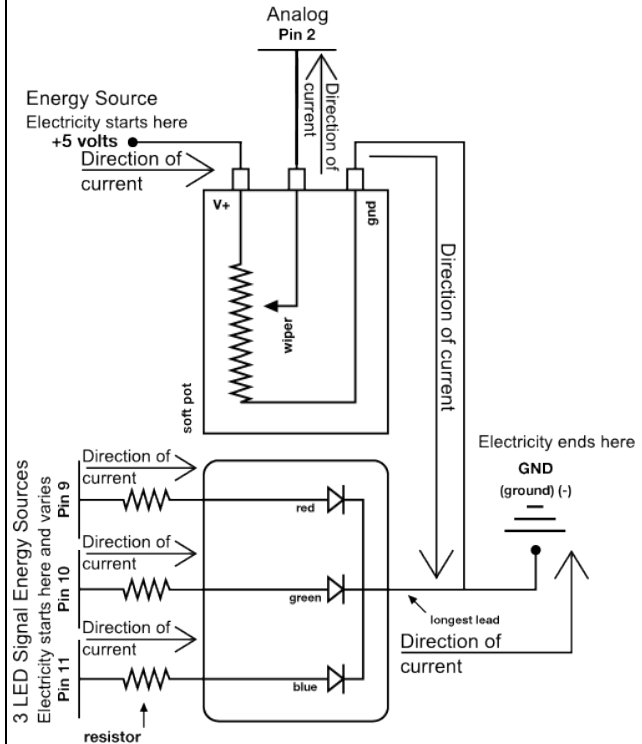 Analog
Pin 2
Energy Source
Electricity starts here
+5 volts
Direction of
current
Direction of
current
V+
gnd
wiper
soft pot
Direction of current
Electricity ends here
GND
(ground) (-)
3 LED Signal Energy Sources
Electricity starts here and varies
Pin 9
Direction of
current
red
Pin 10
Direction of
current
green
longest lead
Direction of
current
Pin 11
Direction of
current
blue
resistor